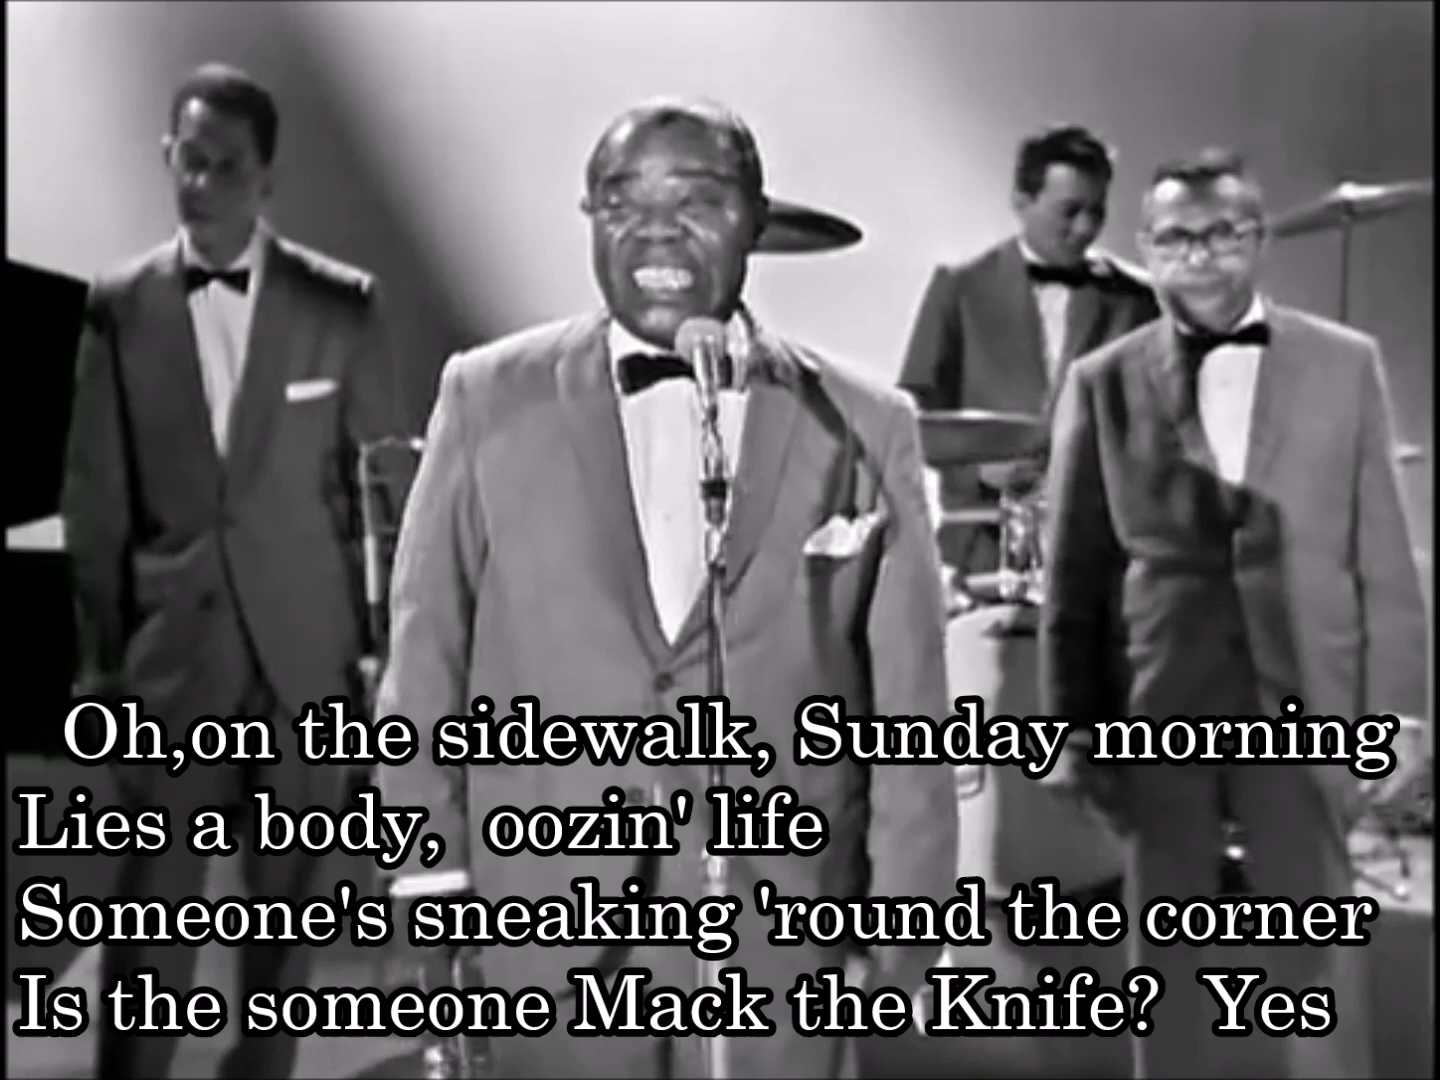 Oh,on the sidewalk, Sunday morning
Lies a body,  oozin' life
Someone's sneaking 'round the corner
Is the someone Mack the Knife?  Yes